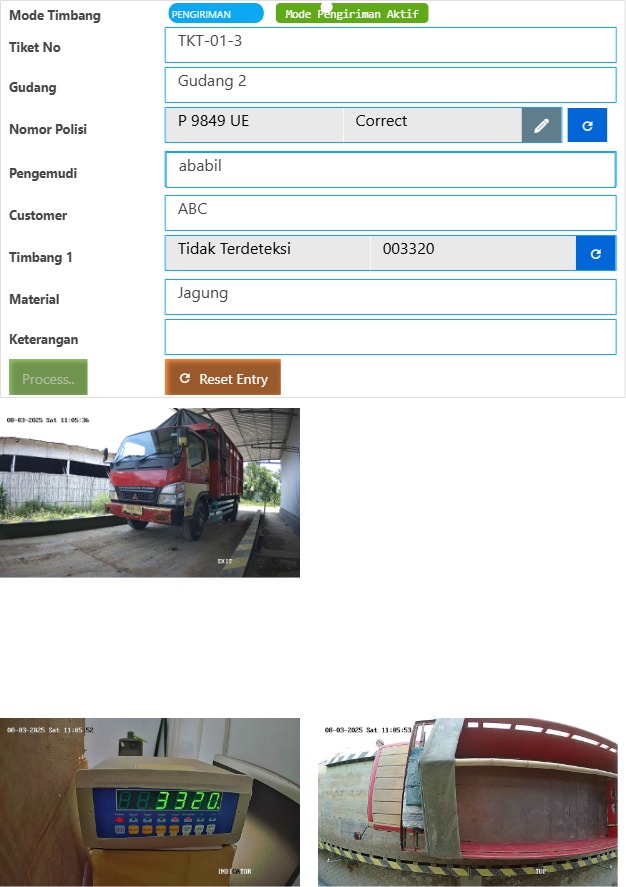 Mode Timbang PENGIRIMAN Mode Pengiriman Aktif
Tiket No TKT-01-3
Gudang Gudang 2
Nomor Polisi P 9849 UE Correct
Pengemudi ababil
Customer ABC
Timbang 1 Tidak Terdeteksi 003320
Material Jagung
Keterangan
Process.. Reset Entry
08-03-2025 Sat 11:05:36
EXIT
08-03-2025 Sat 11:05:52
3320.
INDIKATOR
08-03-2025 Sat 11:05:53
TOP